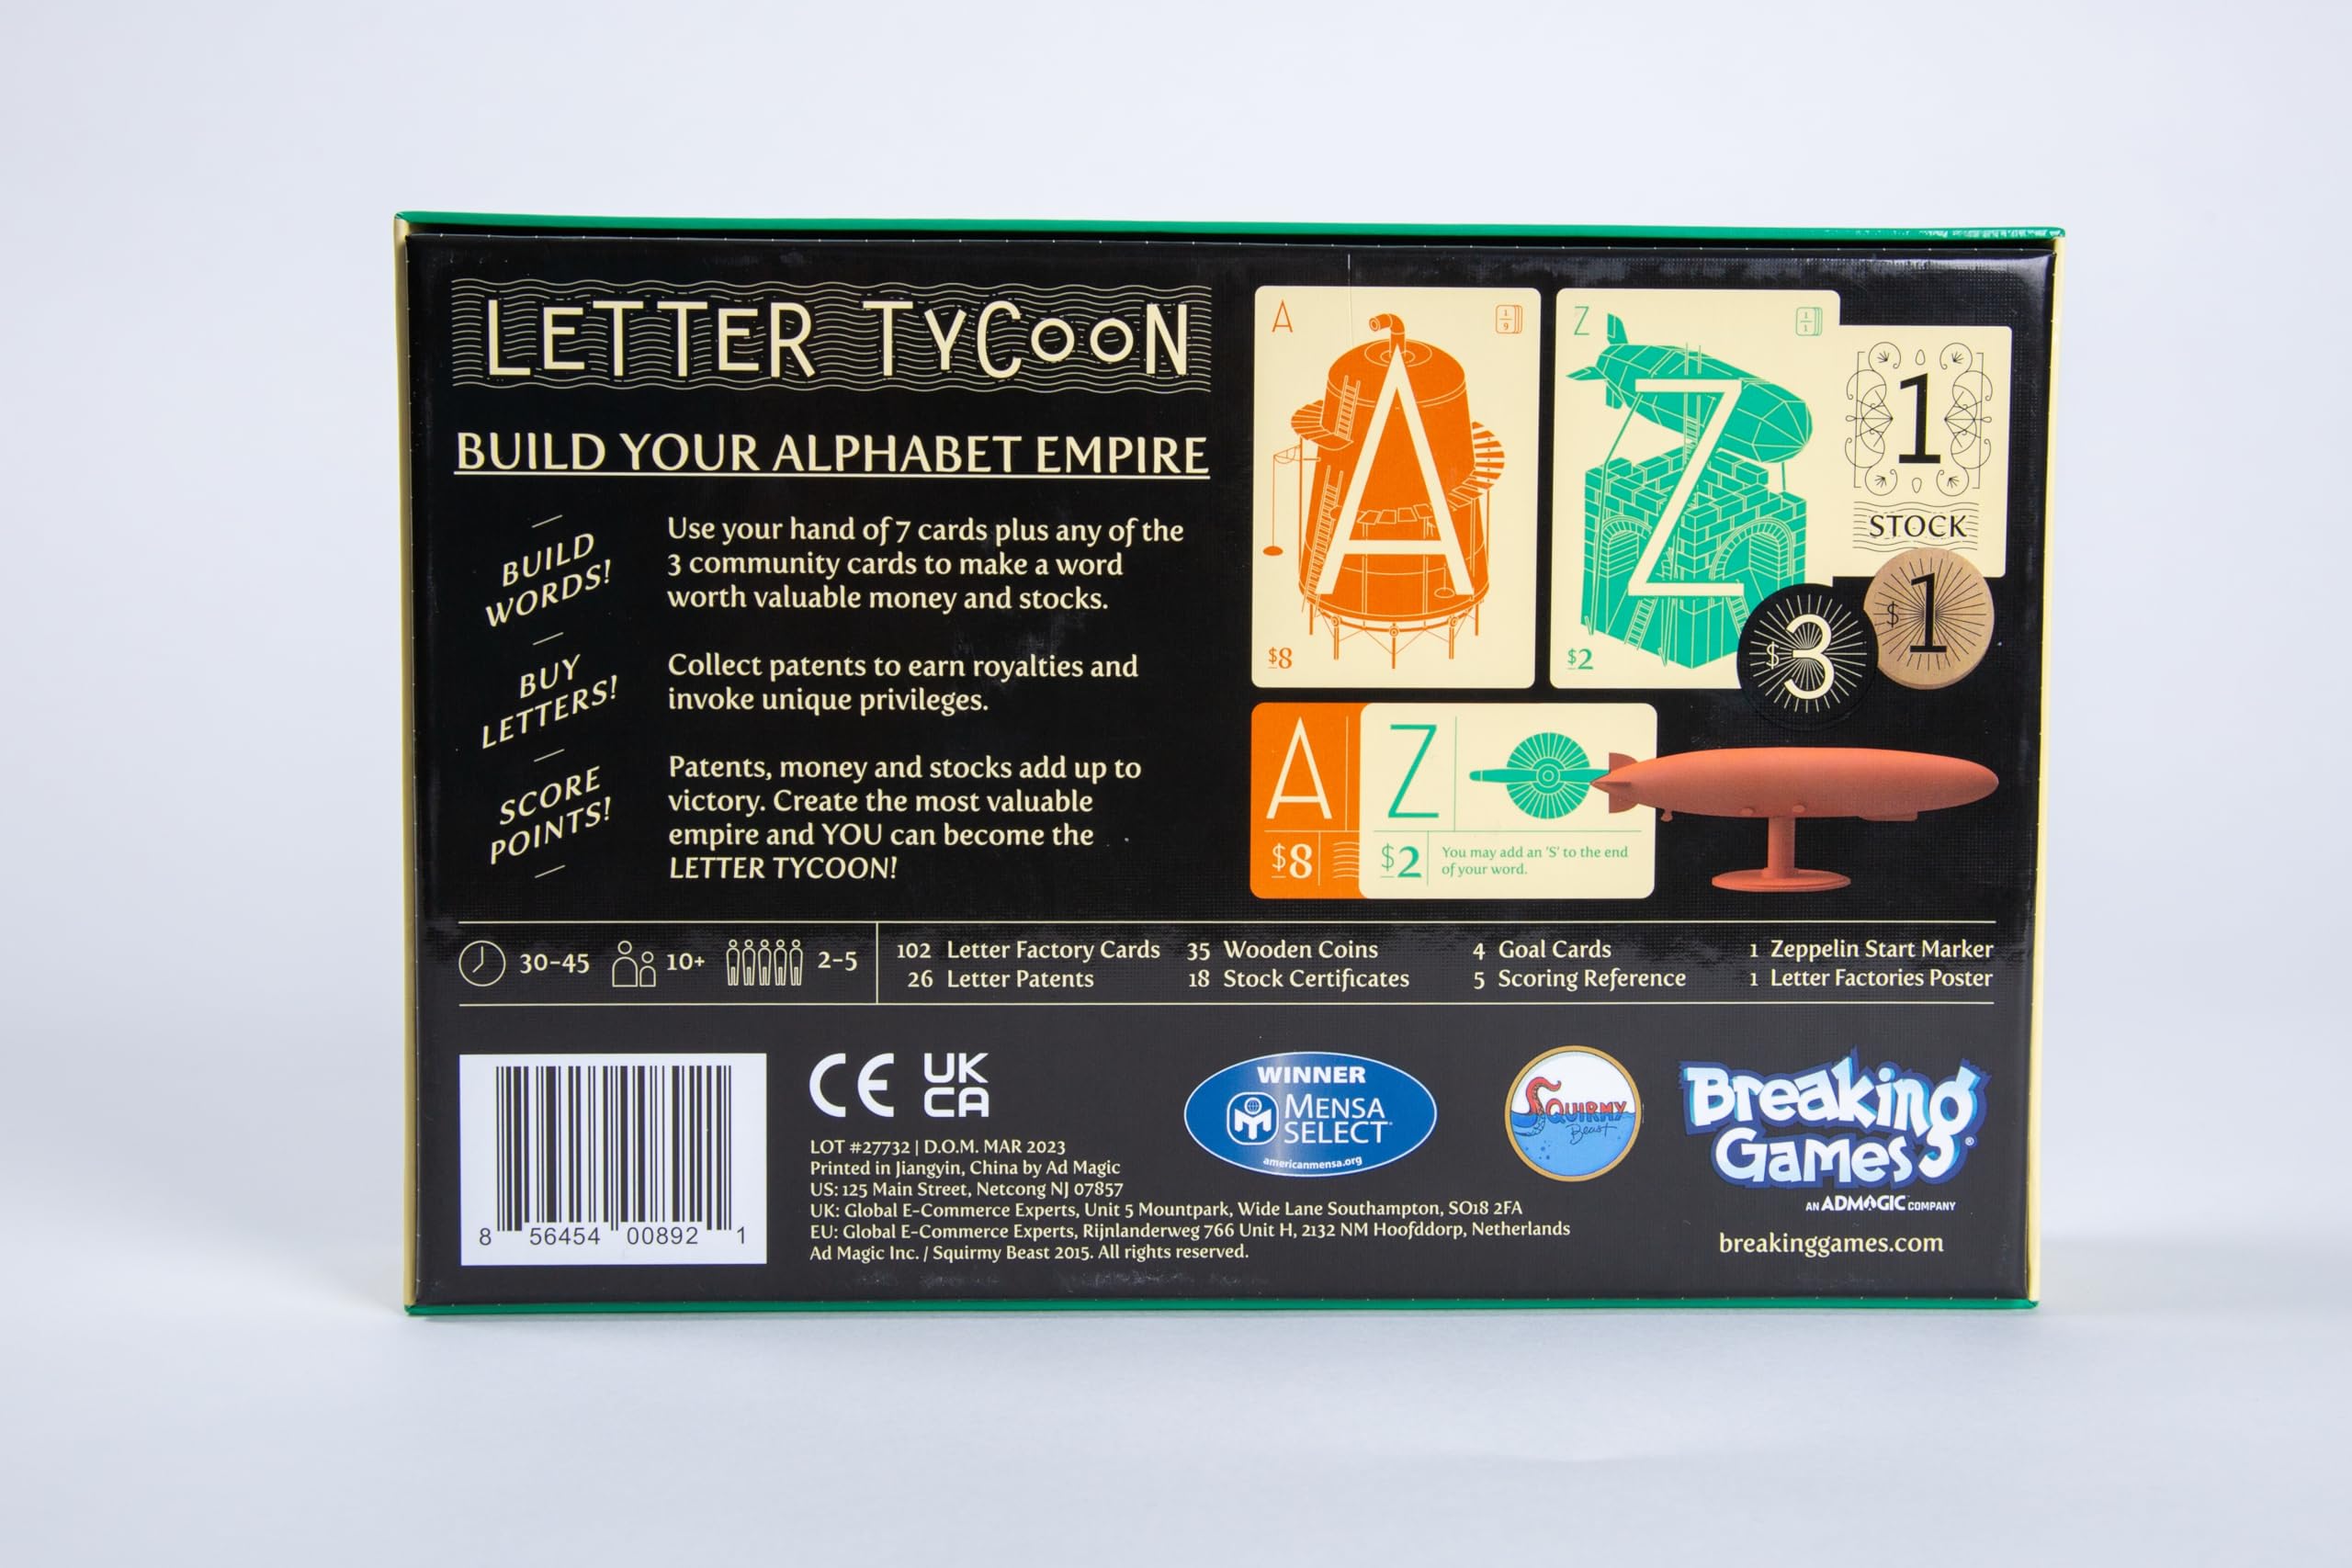 LETTER TYCOON
BUILD YOUR ALPHABET EMPIRE
BUILD
WORDS!
Use your hand of 7 cards plus any of the
3 community cards to make a word
worth valuable money and stocks.
BUY
LETTERS!
Collect patents to earn royalties and
invoke unique privileges.
SCORE
POINTS!
Patents, money and stocks add up to
victory. Create the most valuable
empire and YOU can become the
LETTER TYCOON!
A
1
9
A
$8
Z
1
1
Z
$2
1
STOCK
$3
$1
A
$8
Z
$2
You may add an 'S' to the end
of your word.
30-45
10+
2-5
102 Letter Factory Cards
26 Letter Patents
35 Wooden Coins
18 Stock Certificates
4 Goal Cards
5 Scoring Reference
1 Zeppelin Start Marker
1 Letter Factories Poster
8 56454 00892 1
CE
UK
CA
LOT #27732 | D.O.M. MAR 2023
Printed in Jiangyin, China by Ad Magic
US: 125 Main Street, Netcong NJ 07857
UK: Global E-Commerce Experts, Unit 5 Mountpark, Wide Lane Southampton, SO18 2FA
EU: Global E-Commerce Experts, Rijnlanderweg 766 Unit H, 2132 NM Hoofddorp, Netherlands
Ad Magic Inc. / Squirmy Beast 2015. All rights reserved.
WINNER
MENSA
SELECT
americanmensa.org
SQUIRMY
Beast
Breaking
Games®
AN ADMAGIC COMPANY
breakinggames.com